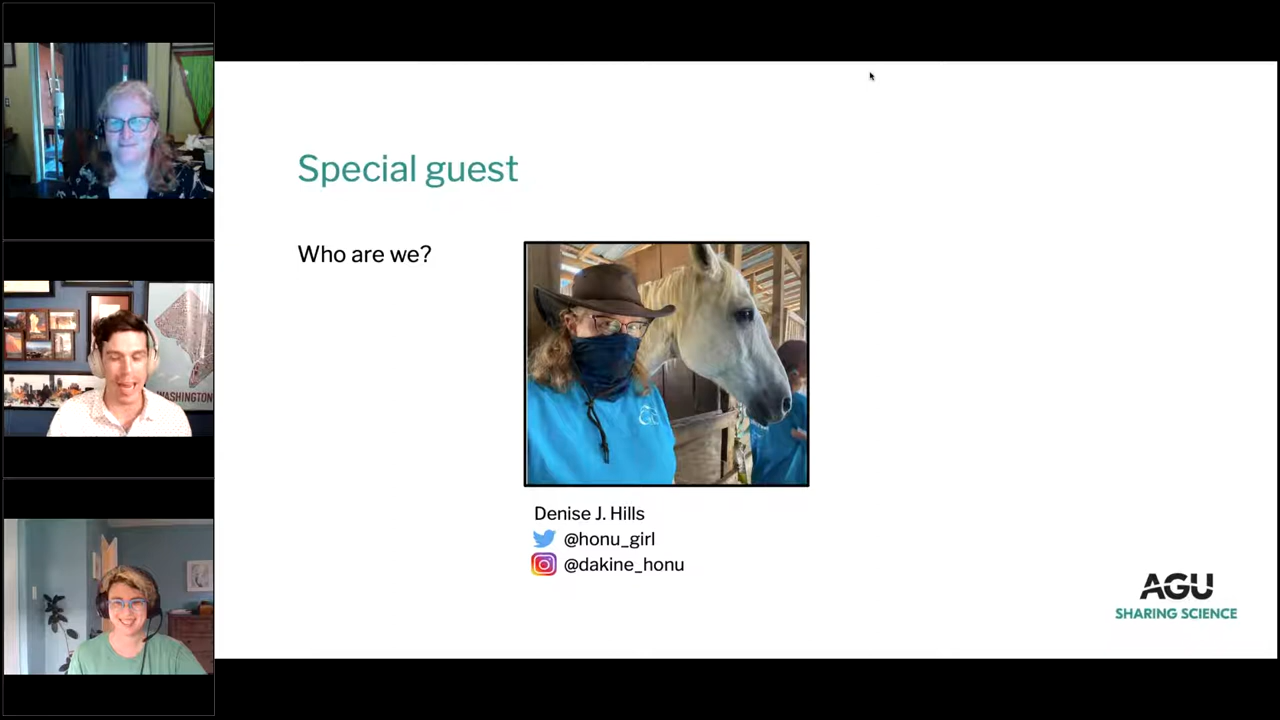 Special guest
Who are we?
WASHINGTON
Denise J. Hills
@honu_girl
@dakine_honu
AGU
SHARING SCIENCE